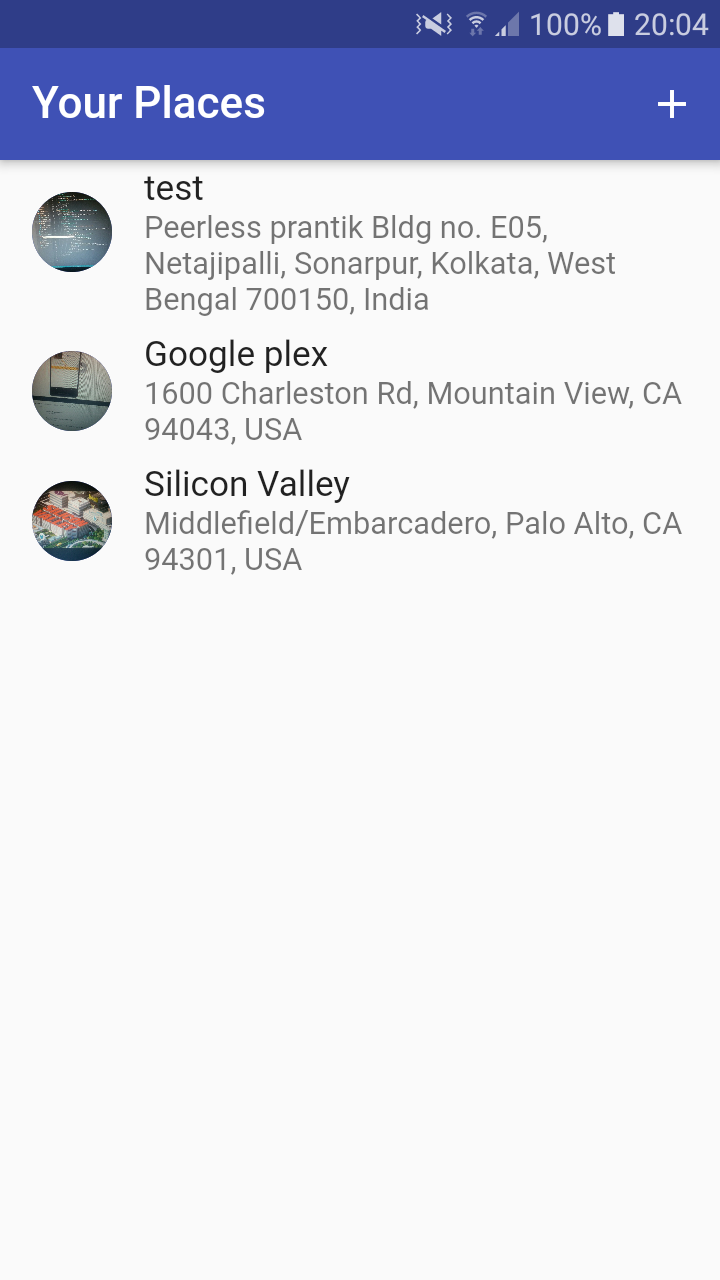 100% 20:04
Your Places
test
Peerless prantik Bldg no. E05,
Netajipalli, Sonarpur, Kolkata, West
Bengal 700150, India
Google plex
1600 Charleston Rd, Mountain View, CA
94043, USA
Silicon Valley
Middlefield/Embarcadero, Palo Alto, CA
94301, USA